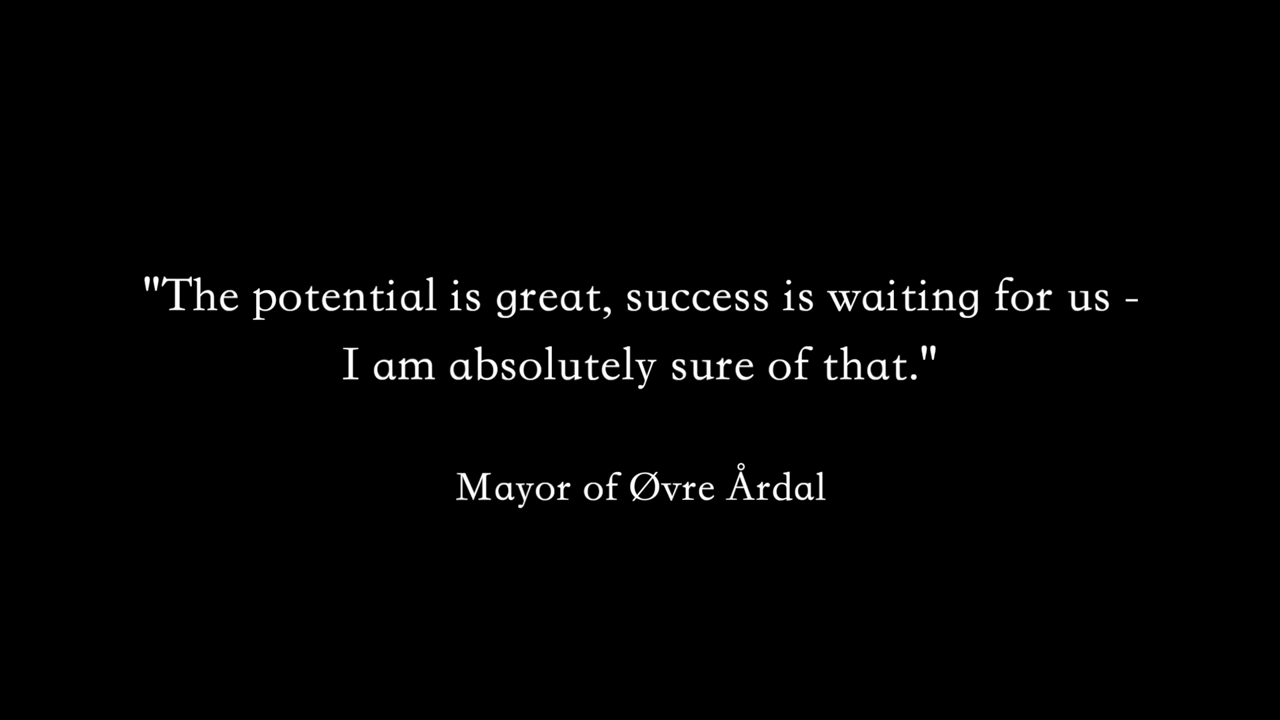 "The potential is great, success is waiting for us -
I am absolutely sure of that."
Mayor of Øvre Årdal